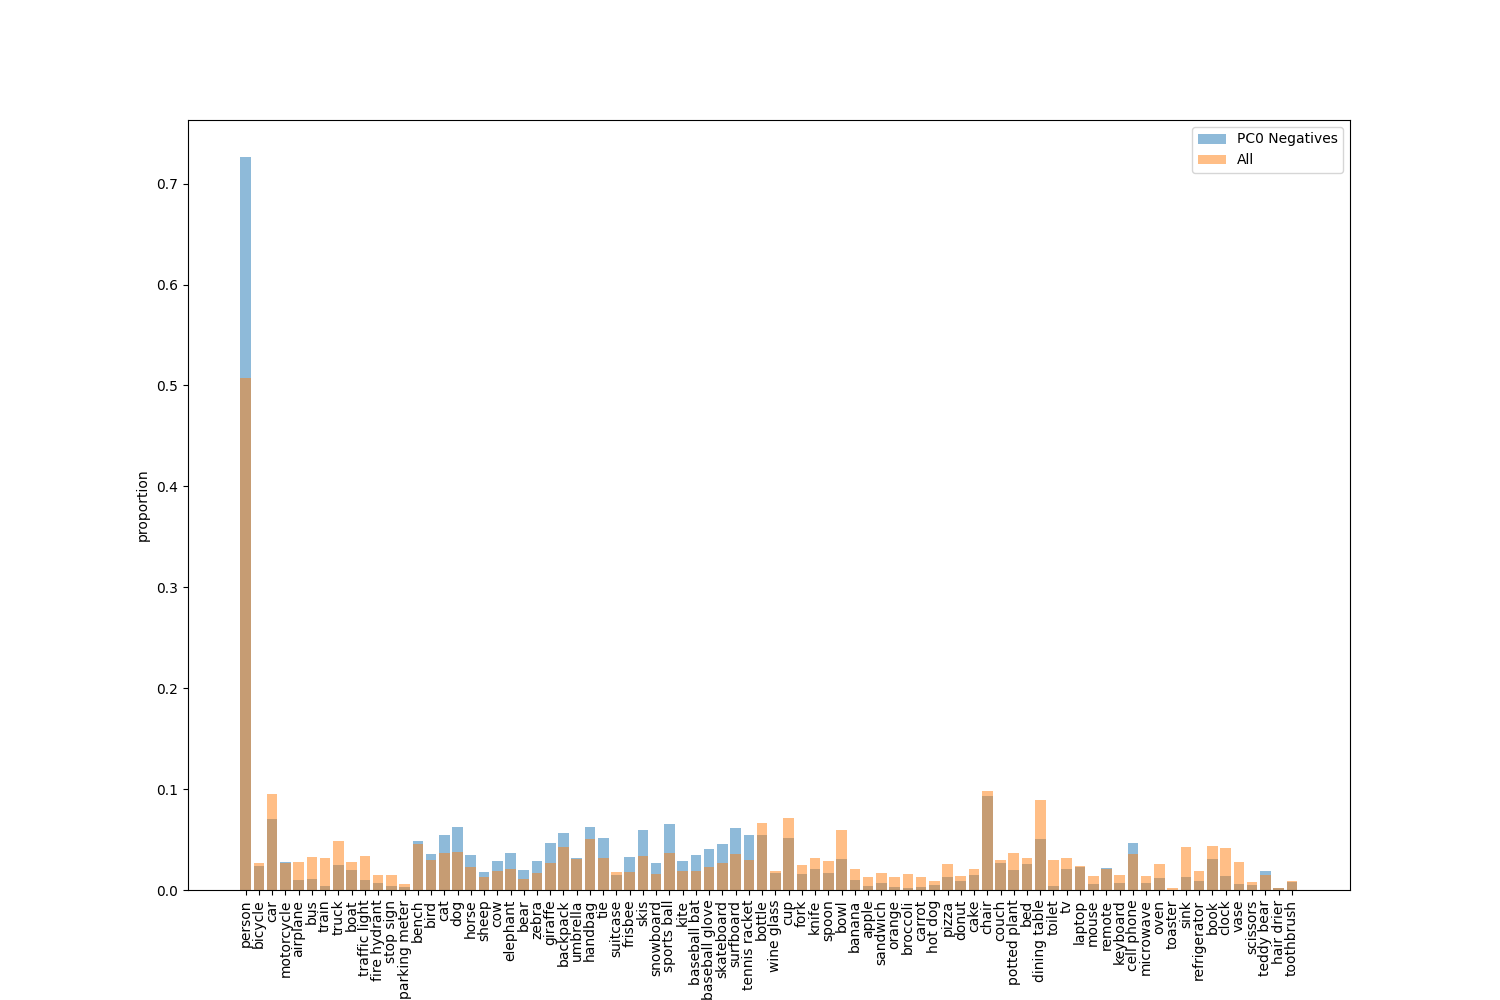 PC0 Negatives
All
proportion
0.7
0.6
0.5
0.4
0.3
0.2
0.1
0.0
person
bicycle
car
motorcycle
airplane
bus
train
truck
boat
traffic light
fire hydrant
stop sign
parking meter
bench
bird
cat
dog
horse
sheep
cow
elephant
bear
zebra
giraffe
backpack
umbrella
handbag
tie
suitcase
frisbee
skis
snowboard
sports ball
kite
baseball bat
baseball glove
skateboard
surfboard
tennis racket
bottle
wine glass
cup
fork
knife
spoon
bowl
banana
apple
sandwich
orange
broccoli
carrot
hot dog
pizza
donut
cake
chair
couch
potted plant
bed
dining table
toilet
tv
laptop
mouse
remote
keyboard
cell phone
microwave
oven
toaster
sink
refrigerator
book
clock
vase
scissors
teddy bear
hair drier
toothbrush